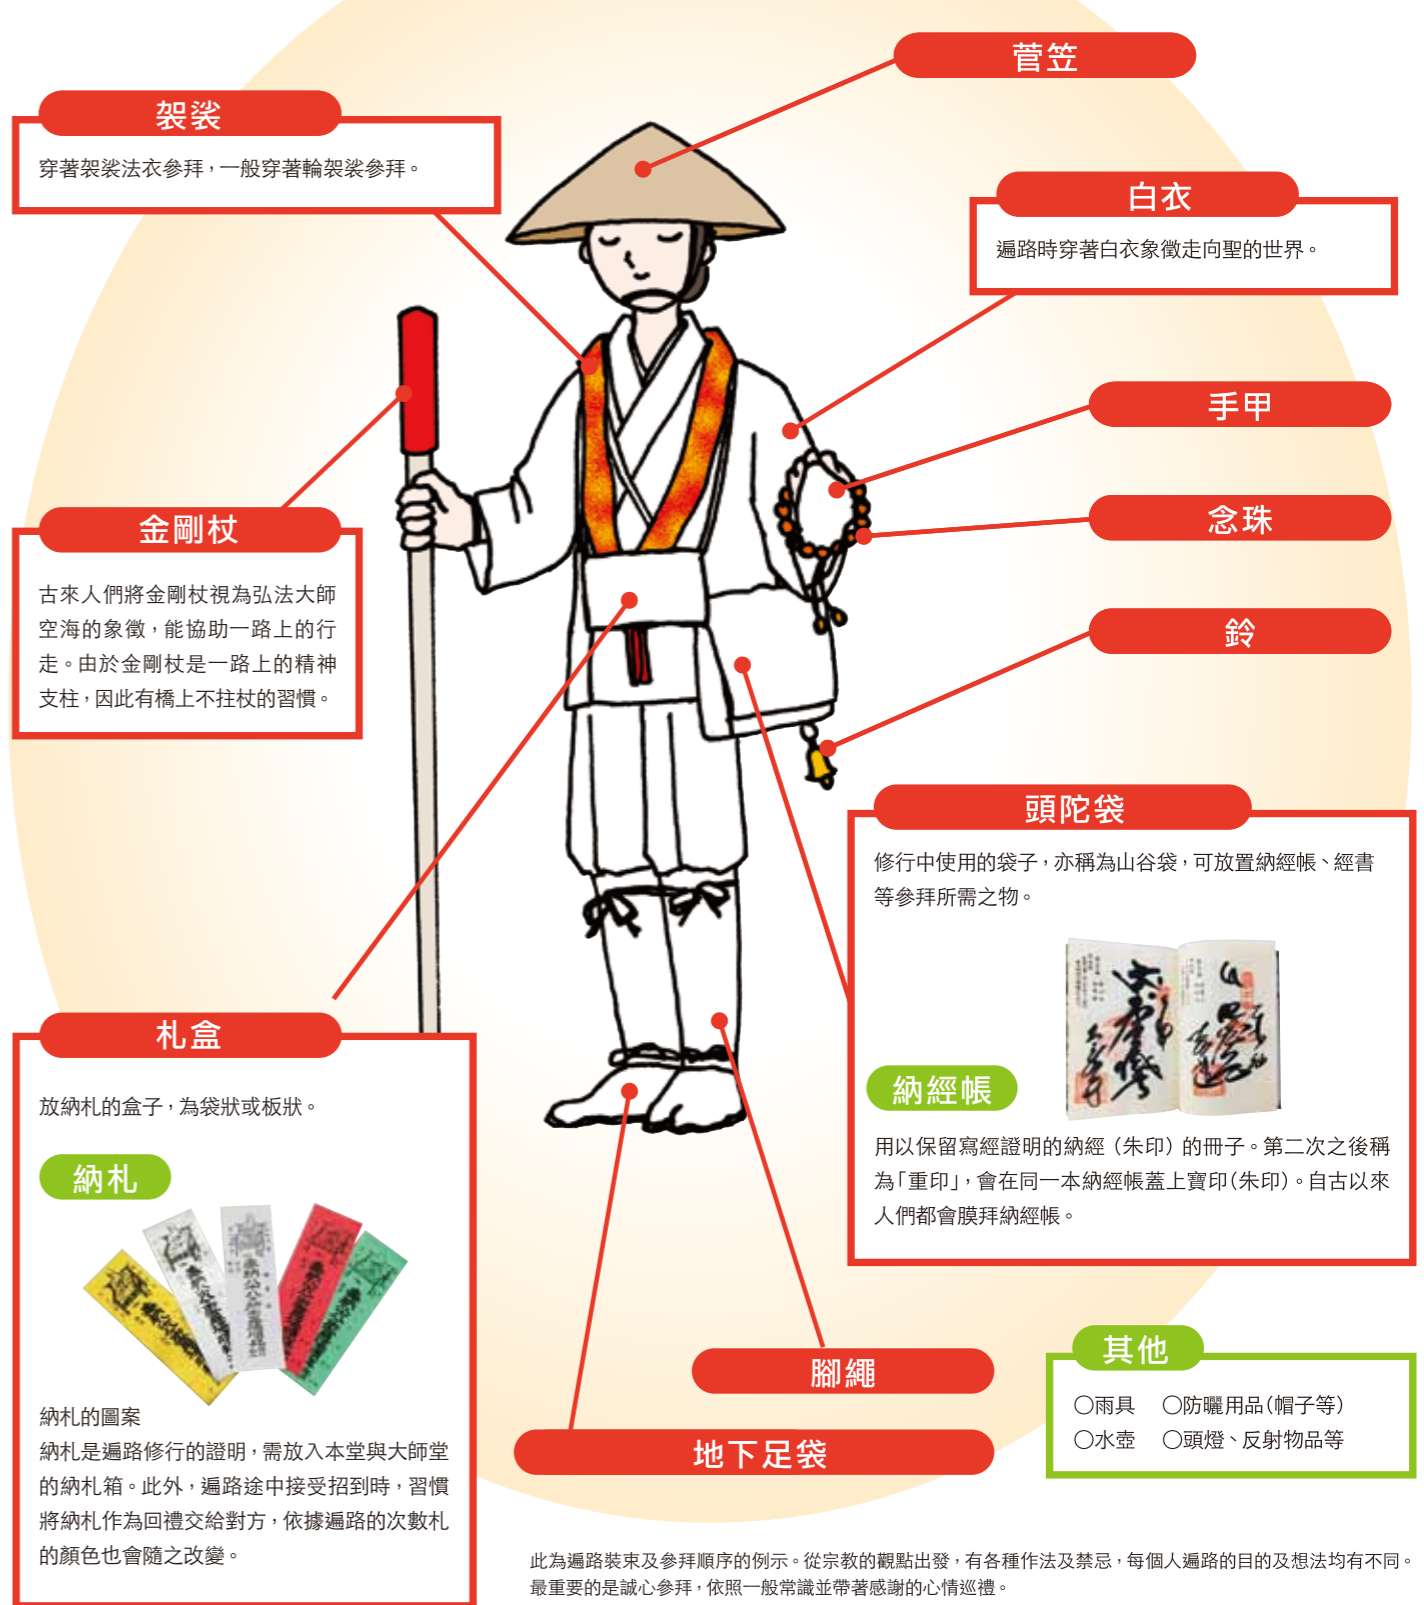 菅笠
袈裟
穿著袈裟法衣參拜，一般穿著輪袈裟參拜。
白衣
遍路時穿著白衣象徵走向聖的世界。
手甲
念珠
鈴
金剛杖
古來人們將金剛杖視為弘法大師
空海的象徵，能協助一路上的行
走。由於金剛杖是一路上的精神
支柱，因此有橋上不拄杖的習慣。
頭陀袋
修行中使用的袋子，亦稱為山谷袋，可放置納經帳、經書
等參拜所需之物。
納經帳
用以保留寫經證明的納經（朱印）的冊子。第二次之後稱
為「重印」，會在同一本納經帳蓋上寶印（朱印）。自古以來
人們都會膜拜納經帳。
札盒
放納札的盒子，為袋狀或板狀。
納札
納札的圖案
納札是遍路修行的證明，需放入本堂與大師堂
的納札箱。此外，遍路途中接受招到時，習慣
將納札作為回禮交給對方，依據遍路的次數札
的顏色也會隨之改變。
腳繩
地下足袋
其他
〇雨具　〇防曬用品（帽子等）
〇水壺　〇頭燈、反射物品等
此為遍路裝束及參拜順序的例示。從宗教的觀點出發，有各種作法及禁忌，每個人遍路的目的及想法均有不同。
最重要的是誠心參拜，依照一般常識並帶著感謝的心情巡禮。